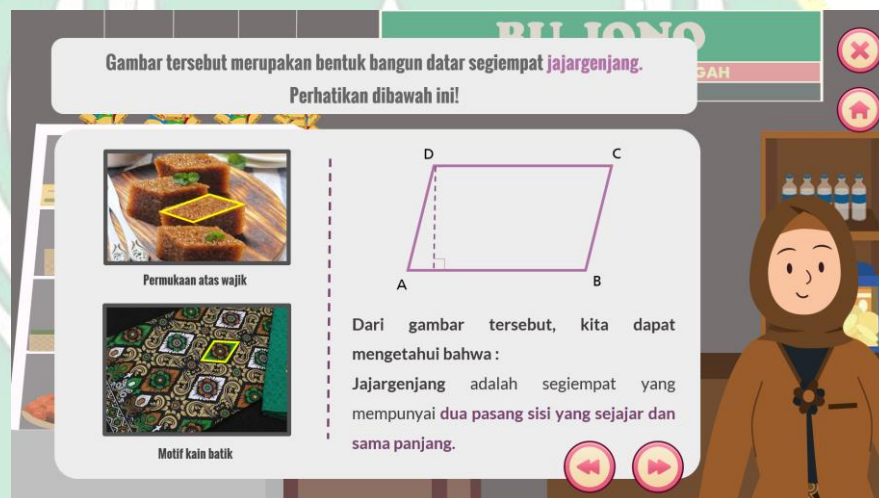 BU JONO
GAH
Gambar tersebut merupakan bentuk bangun datar segiempat jajargenjang.
Perhatikan dibawah ini!
Permukaan atas wajik
Motif kain batik
D
C
A
B
Dari gambar tersebut, kita dapat
mengetahui bahwa :
Jajargenjang adalah segiempat yang
mempunyai dua pasang sisi yang sejajar dan
sama panjang.